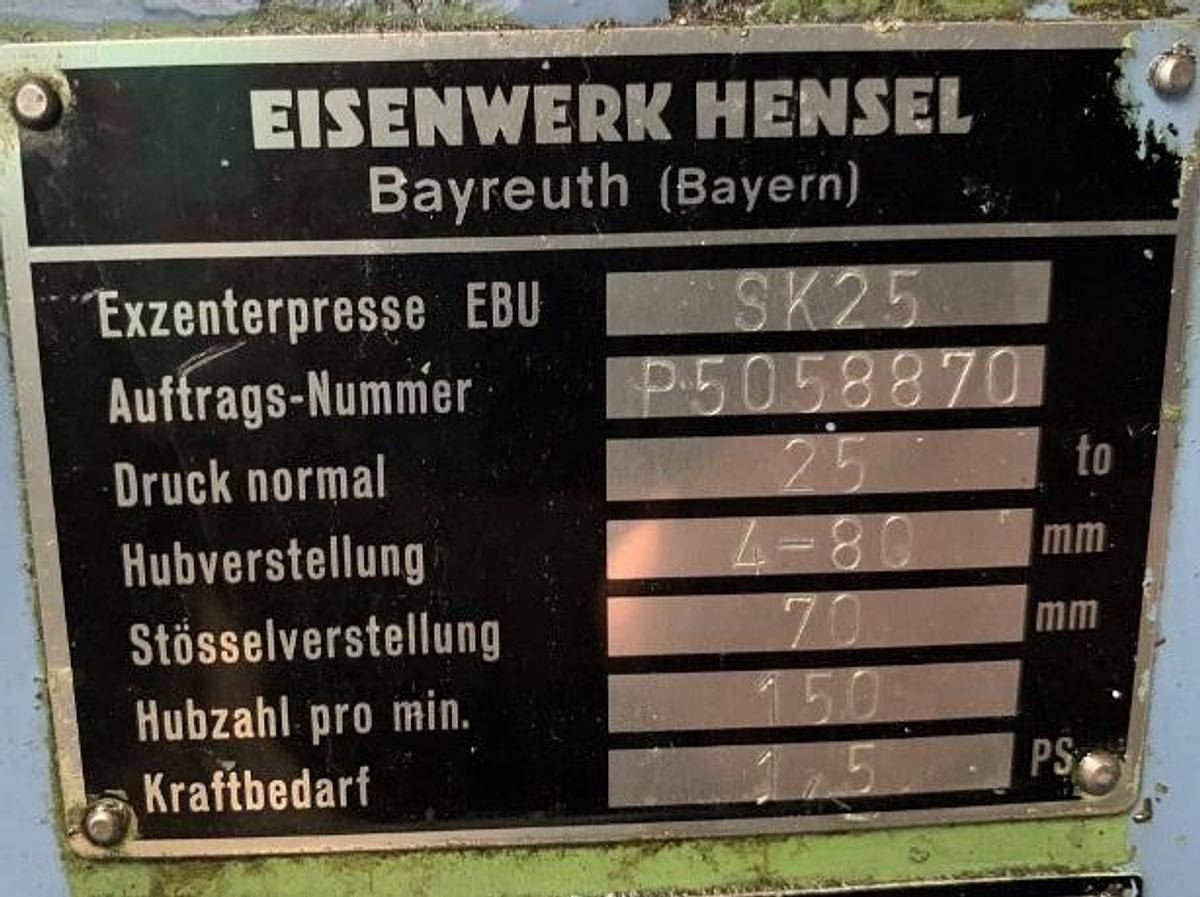 EISENWERK HENSEL
Bayreuth (Bayern)
Exzenterpresse EBU SK25
Auftrags-Nummer P5058870
Druck normal 25 to
Hubverstellung 4-80 mm
Stösselverstellung 70 mm
Hubzahl pro min. 150
Kraftbedarf 1,5 PS